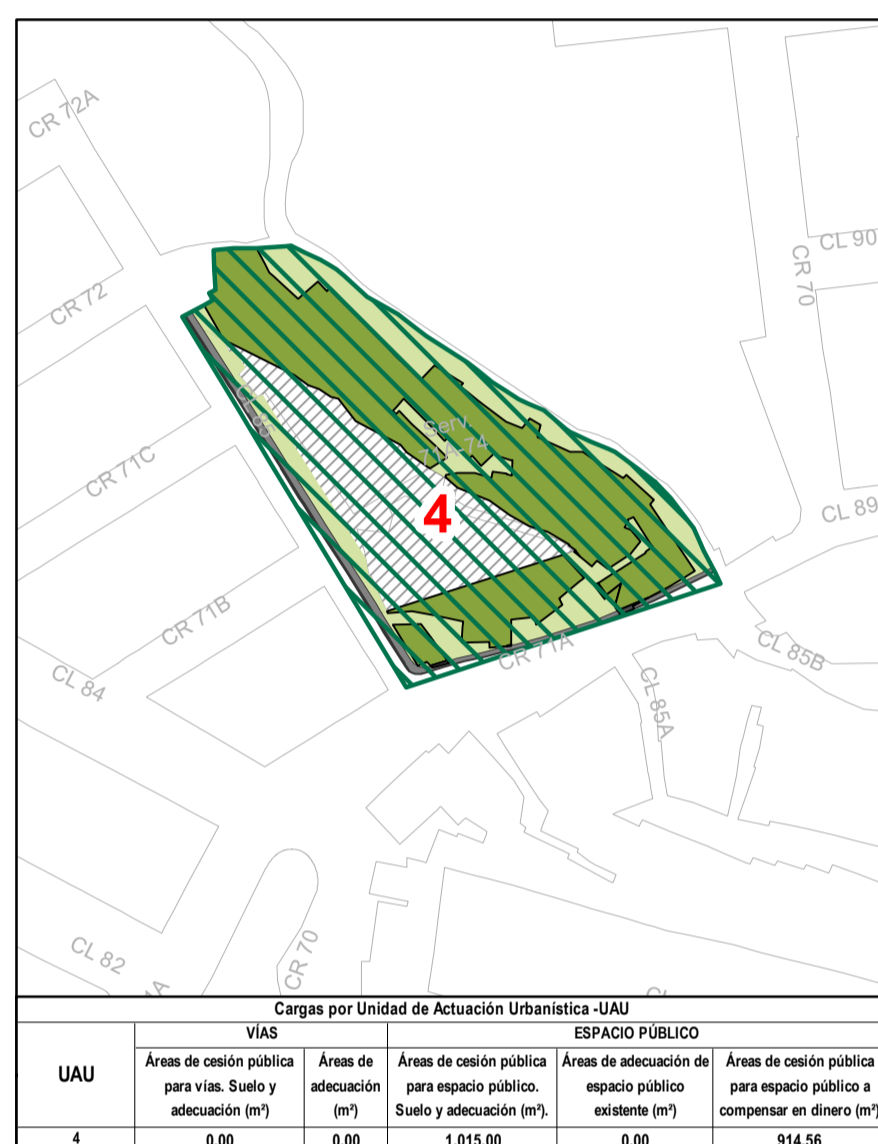 CR 72A
CL 90
CR 70
CR 72
CL 86
Serv.
71A-74
CR 71C
4
CL 89
CR 71B
CR 71A
CL 85B
CL 84
CL 85A
CL 82
CR 70
1A
CL
Cargas por Unidad de Actuación Urbanística -UAU
UAU
VÍAS
ESPACIO PÚBLICO
Áreas de cesión pública
para vías. Suelo y
adecuación (m²)
Áreas de
adecuación
(m²)
Áreas de cesión pública
para espacio público.
Suelo y adecuación (m²).
Áreas de adecuación de
espacio público
existente (m²)
Áreas de cesión pública
para espacio público a
compensar en dinero (m²)
4
0.00
0.00
1,015.00
0.00
914.56